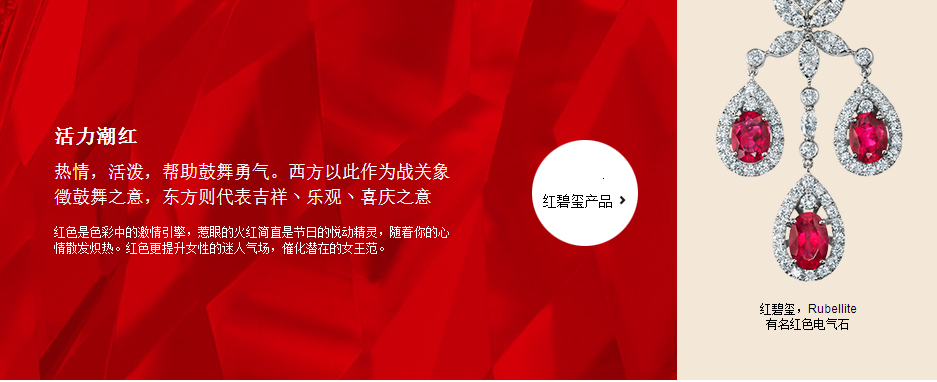 活力潮红
热情，活泼，帮助鼓舞勇气。西方以此作为战关象
徵鼓舞之意，东方则代表吉祥丶乐观丶喜庆之意
红色是色彩中的激情引擎，惹眼的火红简直是节日的悦动精灵，随着你的心
情散发炽热。红色更提升女性的迷人气场，催化潜在的女王范。
红碧玺产品 >
红碧玺，Rubellite
有名红色电气石